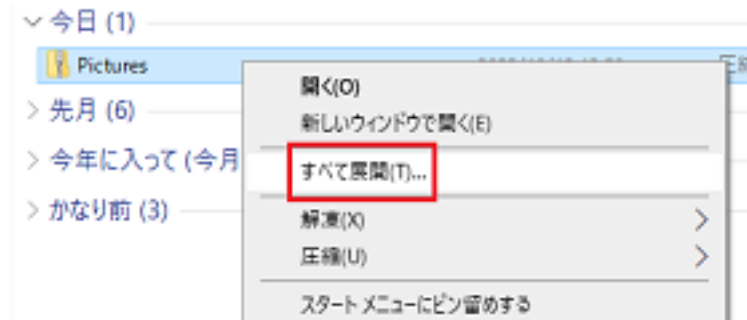 今日 (1)
Pictures
開く(O)
先月 (6)
新しいウィンドウで開く(E)
今年に入って (今月
すべて展開(T)...
かなり前 (3)
解凍(X)
圧縮(U)
スタート メニューにピン留めする